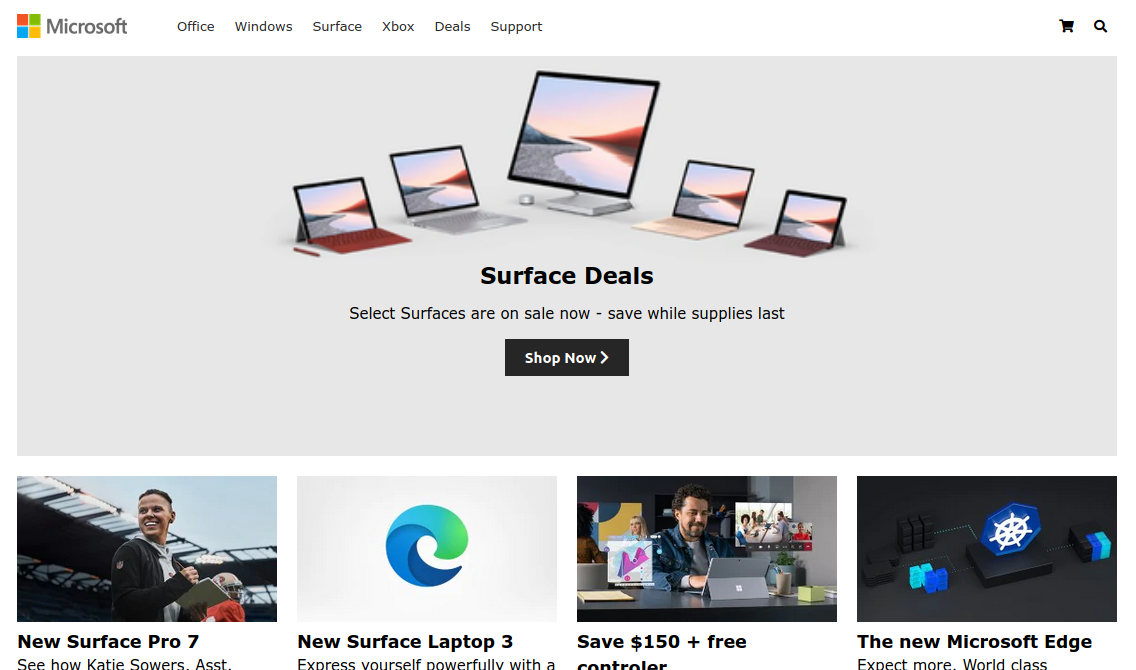 Microsoft
Office Windows Surface Xbox Deals Support
Surface Deals
Select Surfaces are on sale now - save while supplies last
Shop Now
New Surface Pro 7
See how Katie Sowers, Asst.
New Surface Laptop 3
Express yourself powerfully with a
Save $150 + free
controler
The new Microsoft Edge
Expect more. World class